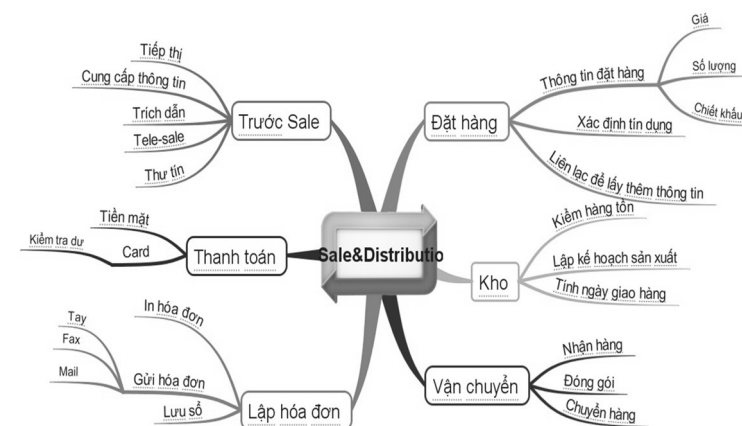 Tiếp thị
Cung cấp thông tin
Trích dẫn
Tele-sale
Thư tín
Trước Sale
Tiền mặt
Kiểm tra dư
Card
Thanh toán
In hóa đơn
Tay
Fax
Mail
Gửi hóa đơn
Lưu sổ
Lập hóa đơn
Sale&Distributio
Đặt hàng
Thông tin đặt hàng
Giá
Số lượng
Chiết khấu
Xác định tín dụng
Liên lạc để lấy thêm thông tin
Kho
Kiểm hàng tồn
Lập kế hoạch sản xuất
Tính ngày giao hàng
Vận chuyển
Nhận hàng
Đóng gói
Chuyển hàng